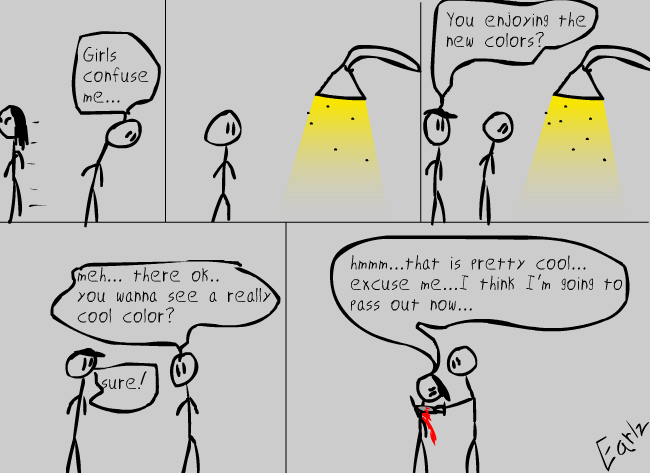 Girls
confuse
me...
You enjoying the
new colors?
meh... there ok..
you wanna see a really
cool color?
sure!
hmmm...that is pretty cool...
excuse me...I think I'm going to
pass out now...
Earlz